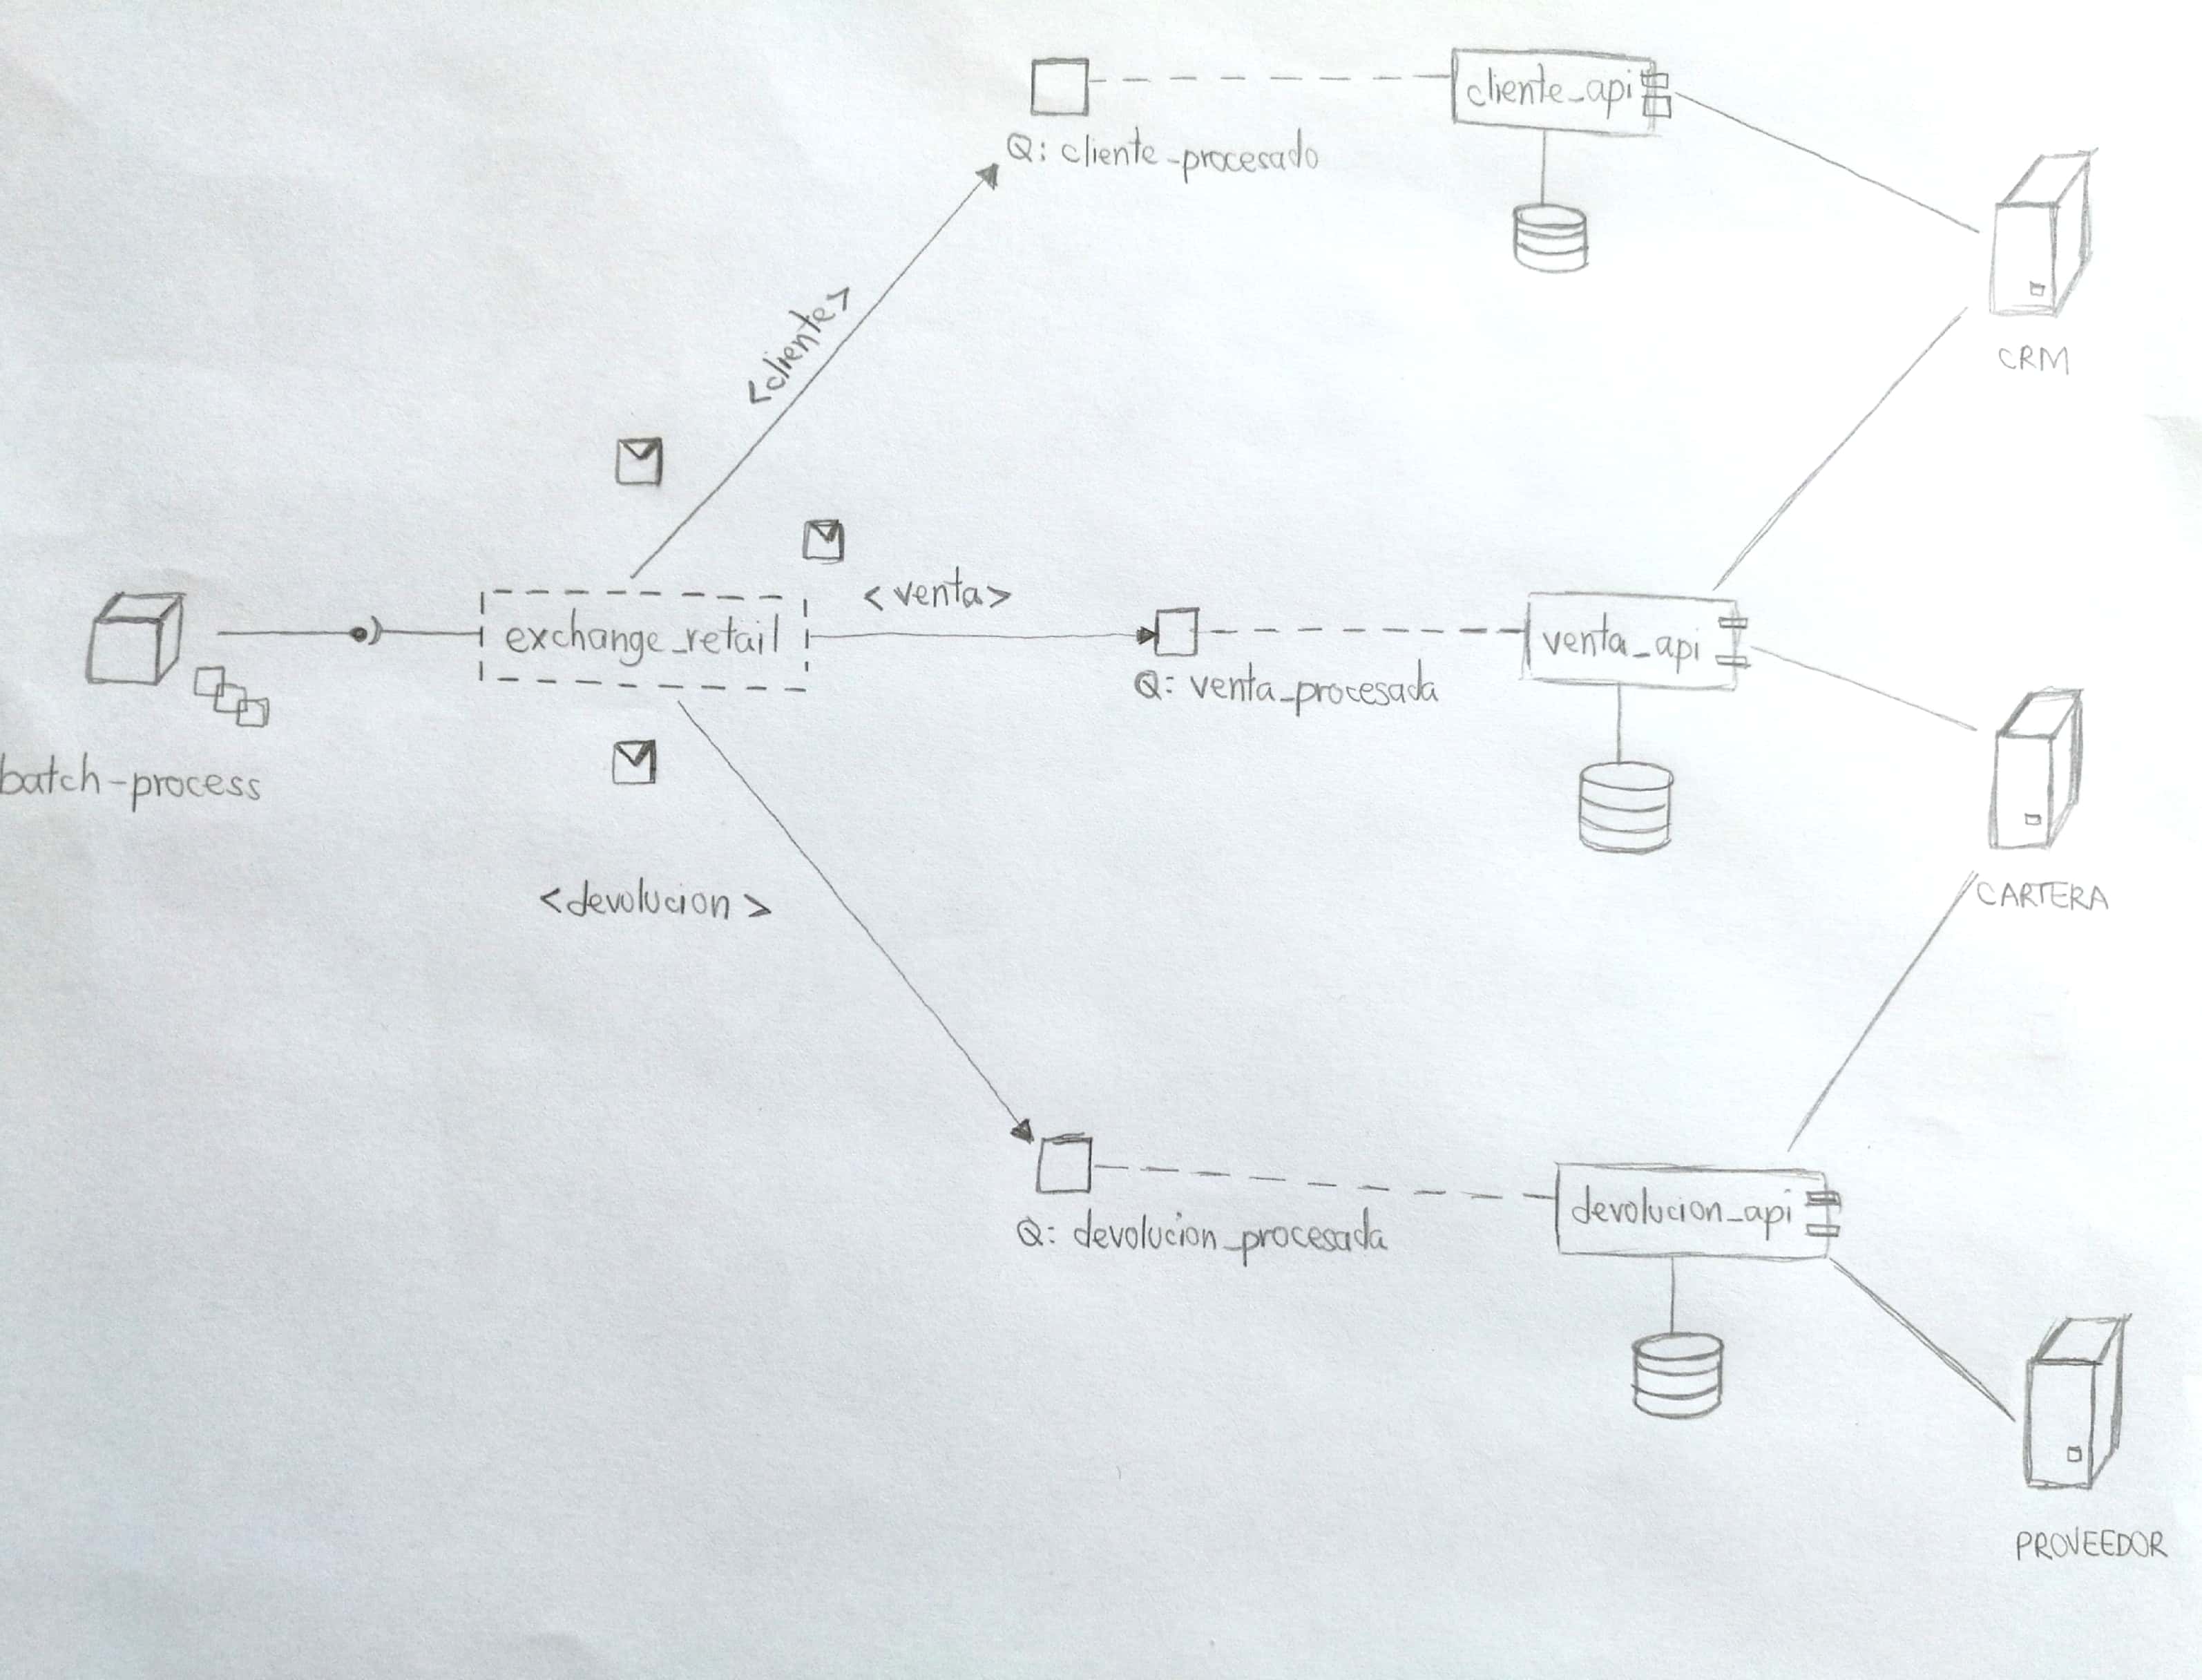 cliente_api
Q: cliente_procesado
<cliente>
CRM
<venta>
exchange_retail
venta_api
Q: venta_procesada
batch-process
<devolucion>
CARTERA
devolucion_api
Q: devolucion_procesada
PROVEEDOR